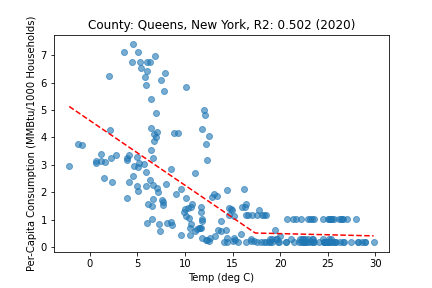 County: Queens, New York, R2: 0.502 (2020)
Per-Capita Consumption (MMBtu/1000 Households)
7
6
5
4
3
2
1
0
0 5 10 15 20 25 30
Temp (deg C)